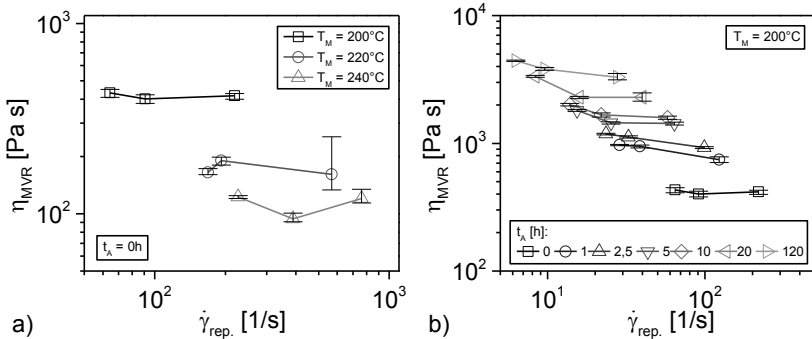 10³
10²
η_MVR [Pa s]
T_M = 200°C
T_M = 220°C
T_M = 240°C
t_A = 0h
10² 10³
a)
γ̇_rep. [1/s]
10⁴
10³
10²
η_MVR [Pa s]
T_M = 200°C
t_A [h]:
0 1 2,5 5 10 20 120
10¹ 10²
b)
γ̇_rep. [1/s]